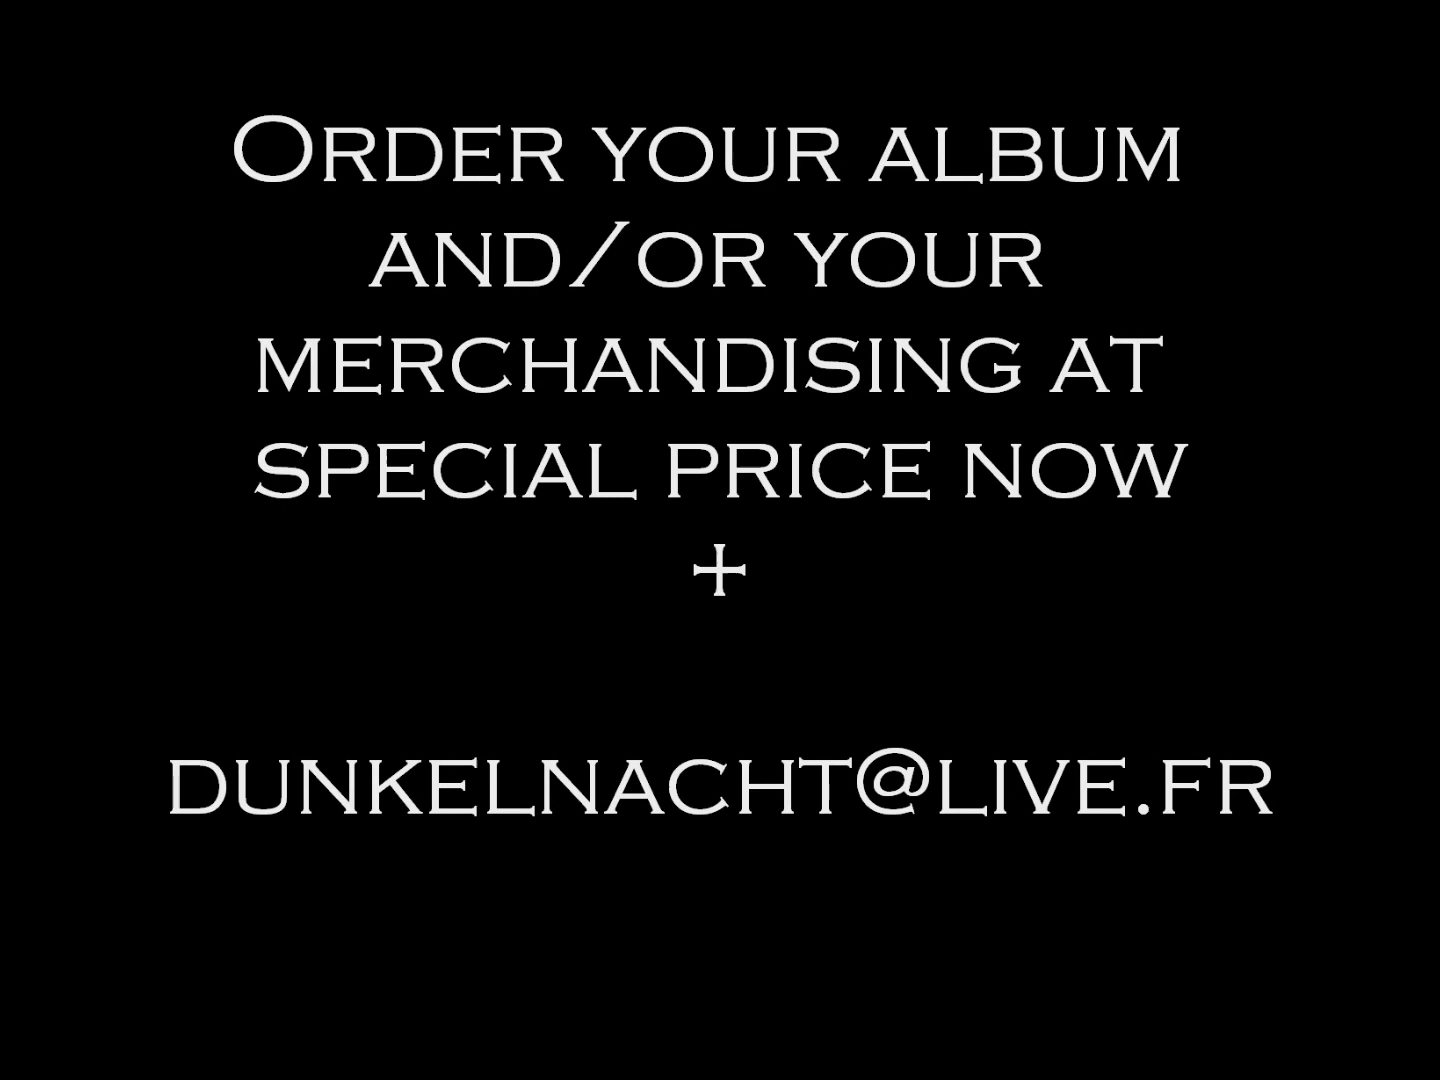 Order your album
and/or your
merchandising at
special price now
+
dunkelnacht@live.fr